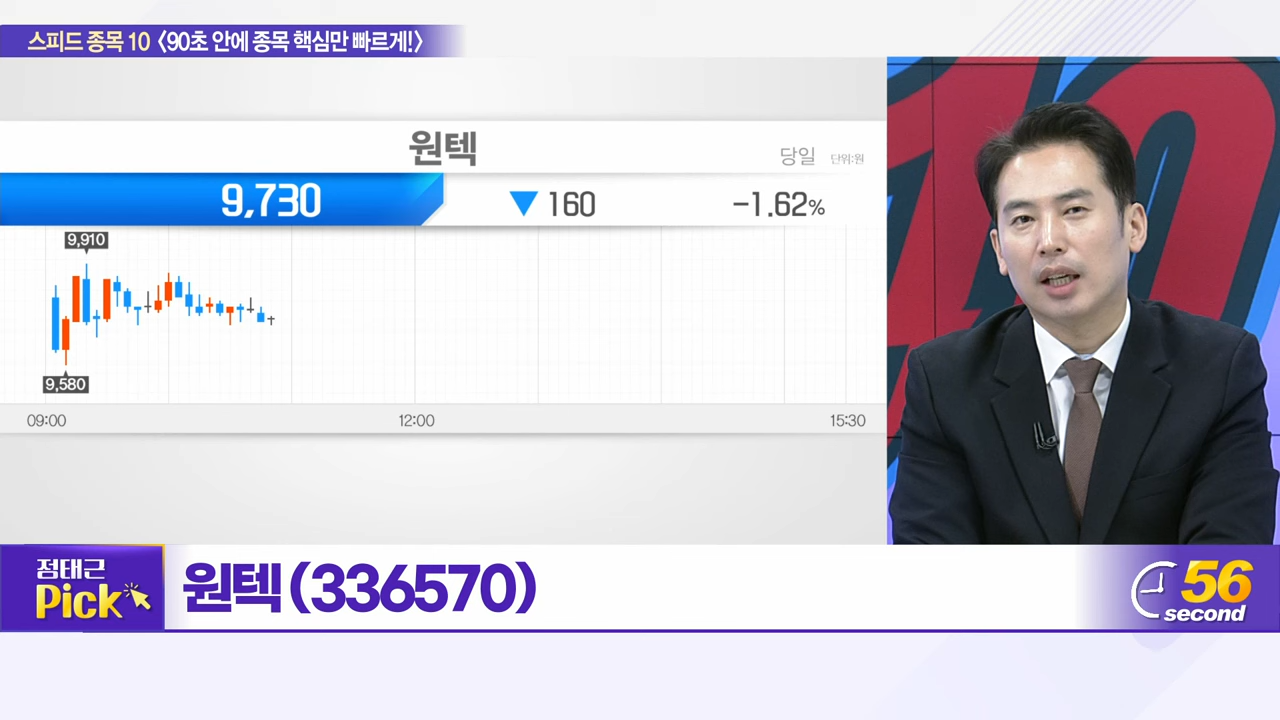 스피드 종목 10 〈90초 안에 종목 핵심만 빠르게!〉
원텍
당일 단위:원
9,730 ▼ 160 -1.62%
9,910
9,580
09:00 12:00 15:30
정태근
Pick
원텍(336570)
56
second
10